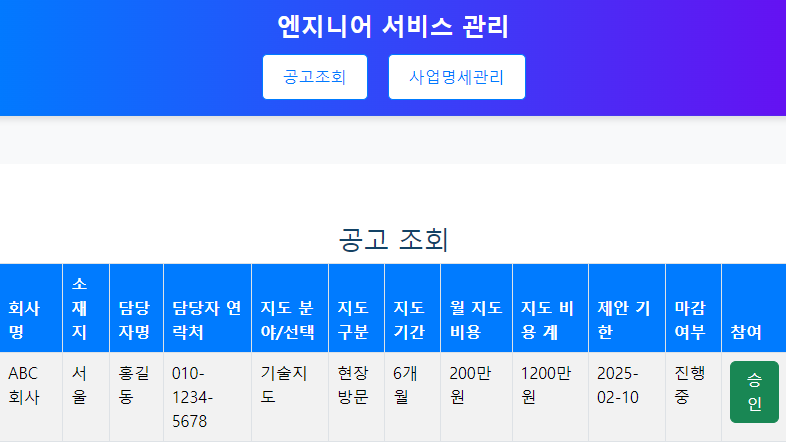 엔지니어 서비스 관리
공고조회 사업명세관리
공고 조회
회사명 소재지 담당자명 담당자 연락처 지도 분야/선택 지도 구분 지도 기간 월 지도 비용 지도 비용 계 제안 기한 마감 여부 참여
ABC 회사 서울 홍길동 010-1234-5678 기술지도 현장 방문 6개월 200만원 1200만원 2025-02-10 진행중 승인